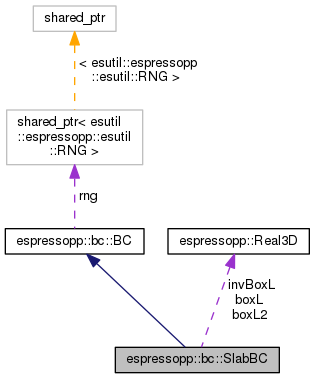 shared_ptr
< esutil::espressopp
::esutil::RNG >
shared_ptr< esutil
::espressopp::esutil
::RNG >
rng
espressopp::bc::BC
espressopp::Real3D
invBoxL
boxL
boxL2
espressopp::bc::SlabBC